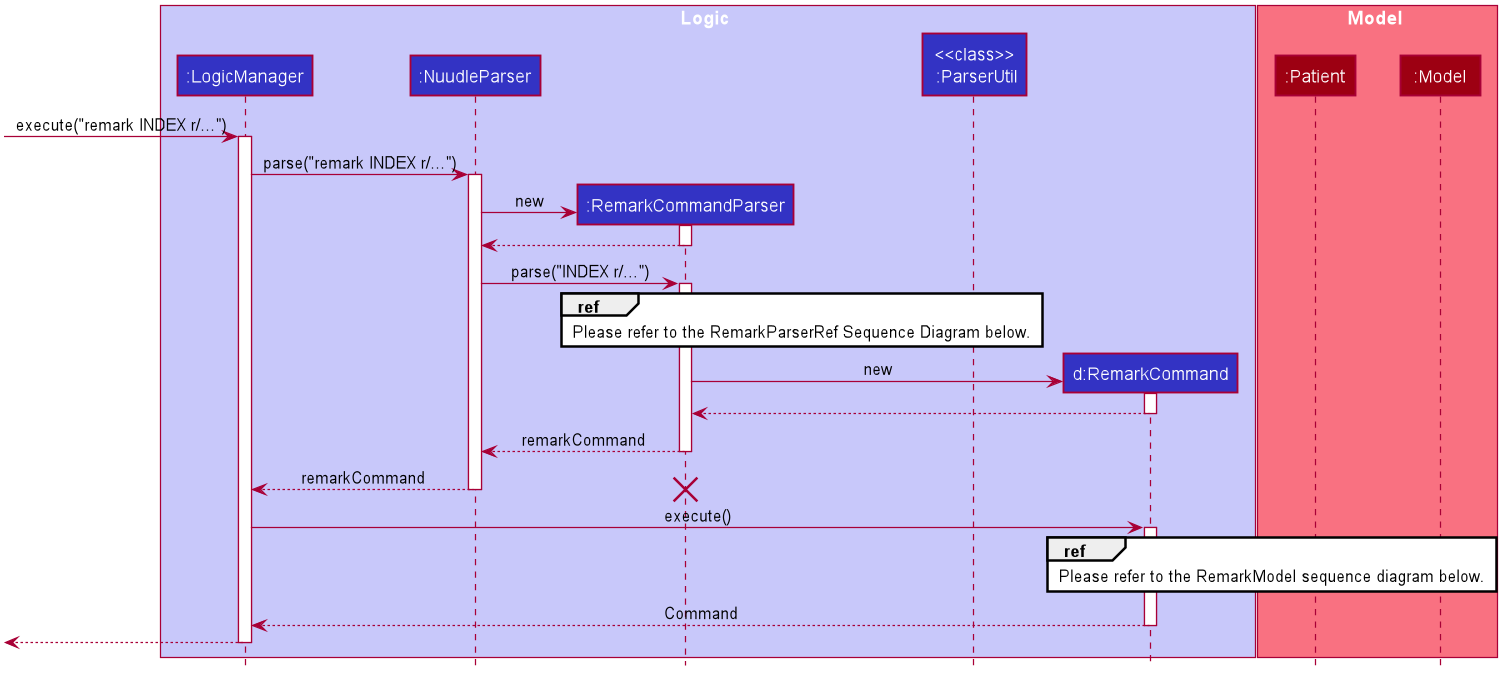 Logic
Model
<<class>>
:ParserUtil
:LogicManager
:NuudleParser
:Patient
:Model
execute("remark INDEX r/...")
parse("remark INDEX r/...")
new
:RemarkCommandParser
parse("INDEX r/...")
ref
Please refer to the RemarkParserRef Sequence Diagram below.
new
d:RemarkCommand
remarkCommand
remarkCommand
execute()
ref
Please refer to the RemarkModel sequence diagram below.
Command